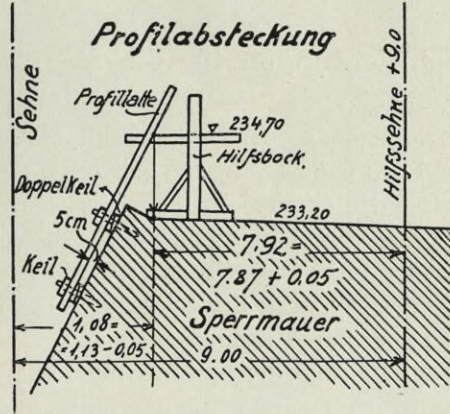 Profilabsteckung
Sehne
Hilfssehne +9,0
Profillatte
234,70
Hilfsbock.
Doppelkeil
5cm
233,20
7.92=
7.87 + 0.05
Keil
Sperrmauer
1,08=
=1,13-0,05
9.00